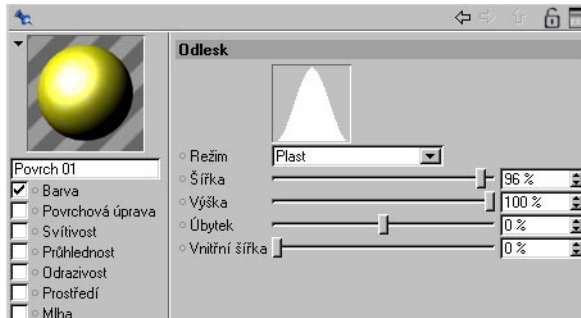 Odlesk
Režim Plast
Šířka 96 %
Výška 100 %
Úbytek 0 %
Vnitřní šířka 0 %
Povrch 01
Barva
Povrchová úprava
Svítivost
Průhlednost
Odrazivost
Prostředí
Mlha